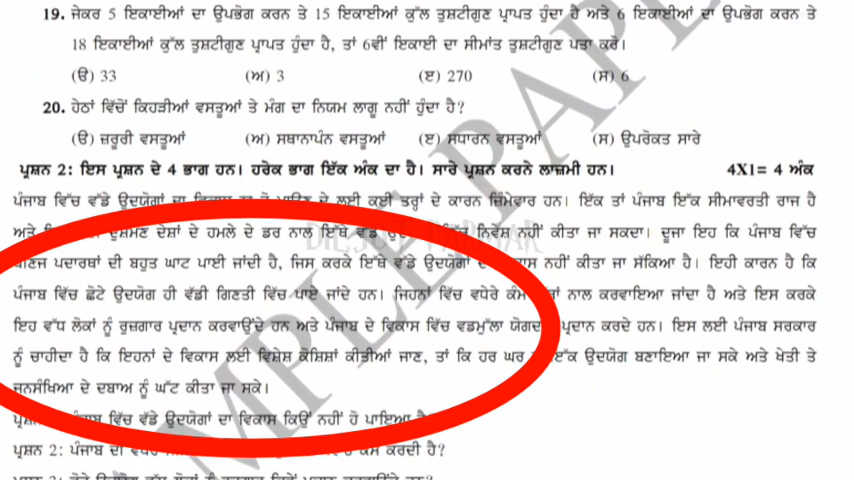 19. ਜੇਕਰ 5 ਇਕਾਈਆਂ ਦਾ ਉਪਭੋਗ ਕਰਨ ਤੇ 15 ਇਕਾਈਆਂ ਕੁੱਲ ਤੁਸ਼ਟੀਗੁਣ ਪ੍ਰਾਪਤ ਹੁੰਦਾ ਹੈ ਅਤੇ 6 ਇਕਾਈਆਂ ਦਾ ਉਪਭੋਗ ਕਰਨ ਤੇ
18 ਇਕਾਈਆਂ ਕੁੱਲ ਤੁਸ਼ਟੀਗੁਣ ਪ੍ਰਾਪਤ ਹੁੰਦਾ ਹੈ, ਤਾਂ 6ਵੀਂ ਇਕਾਈ ਦਾ ਸੀਮਾਂਤ ਤੁਸ਼ਟੀਗੁਣ ਪਤਾ ਕਰੋ।
(ੳ) 33 (ਅ) 3 (ੲ) 270 (ਸ) 6
20. ਹੇਠਾਂ ਵਿੱਚੋਂ ਕਿਹੜੀਆਂ ਵਸਤੂਆਂ ਤੇ ਮੰਗ ਦਾ ਨਿਯਮ ਲਾਗੂ ਨਹੀਂ ਹੁੰਦਾ ਹੈ?
(ੳ) ਜ਼ਰੂਰੀ ਵਸਤੂਆਂ (ਅ) ਸਥਾਨਾਪੰਨ ਵਸਤੂਆਂ (ੲ) ਸਧਾਰਨ ਵਸਤੂਆਂ (ਸ) ਉਪਰੋਕਤ ਸਾਰੇ
ਪ੍ਰਸ਼ਨ 2: ਇਸ ਪ੍ਰਸ਼ਨ ਦੇ 4 ਭਾਗ ਹਨ। ਹਰੇਕ ਭਾਗ ਇੱਕ ਅੰਕ ਦਾ ਹੈ। ਸਾਰੇ ਪ੍ਰਸ਼ਨ ਕਰਨੇ ਲਾਜ਼ਮੀ ਹਨ। 4X1= 4 ਅੰਕ
ਪੰਜਾਬ ਵਿੱਚ ਵੱਡੇ ਉਦਯੋਗਾਂ ਦਾ ਦੇ ਲਈ ਕਈ ਤਰ੍ਹਾਂ ਦੇ ਕਾਰਨ ਜ਼ਿੰਮੇਵਾਰ ਹਨ। ਇੱਕ ਤਾਂ ਪੰਜਾਬ ਇੱਕ ਸੀਮਾਵਰਤੀ ਰਾਜ ਹੈ
ਅਤੇ ਦੁਸ਼ਮਣ ਦੇਸ਼ਾਂ ਦੇ ਹਮਲੇ ਦੇ ਡਰ ਨਾਲ ਇੱਥੇ ਵੱਡੇ ਵਿੱਚ ਨਿਵੇਸ਼ ਨਹੀਂ ਕੀਤਾ ਜਾ ਸਕਦਾ। ਦੂਜਾ ਇਹ ਕਿ ਪੰਜਾਬ ਵਿੱਚ
ਖਣਿਜ ਪਦਾਰਥਾਂ ਦੀ ਬਹੁਤ ਘਾਟ ਪਾਈ ਜਾਂਦੀ ਹੈ, ਜਿਸ ਕਰਕੇ ਇੱਥੇ ਵੱਡੇ ਉਦਯੋਗਾਂ ਨਹੀਂ ਕੀਤਾ ਜਾ ਸੱਕਿਆ ਹੈ। ਇਹੀ ਕਾਰਨ ਹੈ ਕਿ
ਪੰਜਾਬ ਵਿੱਚ ਛੋਟੇ ਉਦਯੋਗ ਹੀ ਵੱਡੀ ਗਿਣਤੀ ਵਿੱਚ ਪਾਏ ਜਾਂਦੇ ਹਨ। ਜਿਹਨਾਂ ਵਿੱਚ ਵਧੇਰੇ ਨਾਲ ਕਰਵਾਇਆ ਜਾਂਦਾ ਹੈ ਅਤੇ ਇਸ ਕਰਕੇ
ਇਹ ਵੱਧ ਲੋਕਾਂ ਨੂੰ ਰੁਜ਼ਗਾਰ ਪ੍ਰਦਾਨ ਕਰਵਾਉਂਦੇ ਹਨ ਅਤੇ ਪੰਜਾਬ ਦੇ ਵਿਕਾਸ ਵਿੱਚ ਵਡਮੁੱਲਾ ਪ੍ਰਦਾਨ ਕਰਦੇ ਹਨ। ਇਸ ਲਈ ਪੰਜਾਬ ਸਰਕਾਰ
ਨੂੰ ਚਾਹੀਦਾ ਹੈ ਕਿ ਇਹਨਾਂ ਦੇ ਵਿਕਾਸ ਲਈ ਵਿਸ਼ੇਸ਼ ਕੋਸ਼ਿਸ਼ਾਂ ਕੀਤੀਆਂ ਜਾਣ, ਤਾਂ ਕਿ ਹਰ ਘਰ ਇੱਕ ਉਦਯੋਗ ਬਣਾਇਆ ਜਾ ਸਕੇ ਅਤੇ ਖੇਤੀ ਤੇ
ਜਨਸੰਖਿਆ ਦੇ ਦਬਾਅ ਨੂੰ ਘੱਟ ਕੀਤਾ ਜਾ ਸਕੇ।
ਵਿੱਚ ਵੱਡੇ ਉਦਯੋਗਾਂ ਦਾ ਵਿਕਾਸ ਕਿਉਂ ਨਹੀਂ ਹੋ ਪਾਇਆ
ਪ੍ਰਸ਼ਨ 2: ਪੰਜਾਬ ਦੀ ਕੰਮ ਕਰਦੀ ਹੈ?